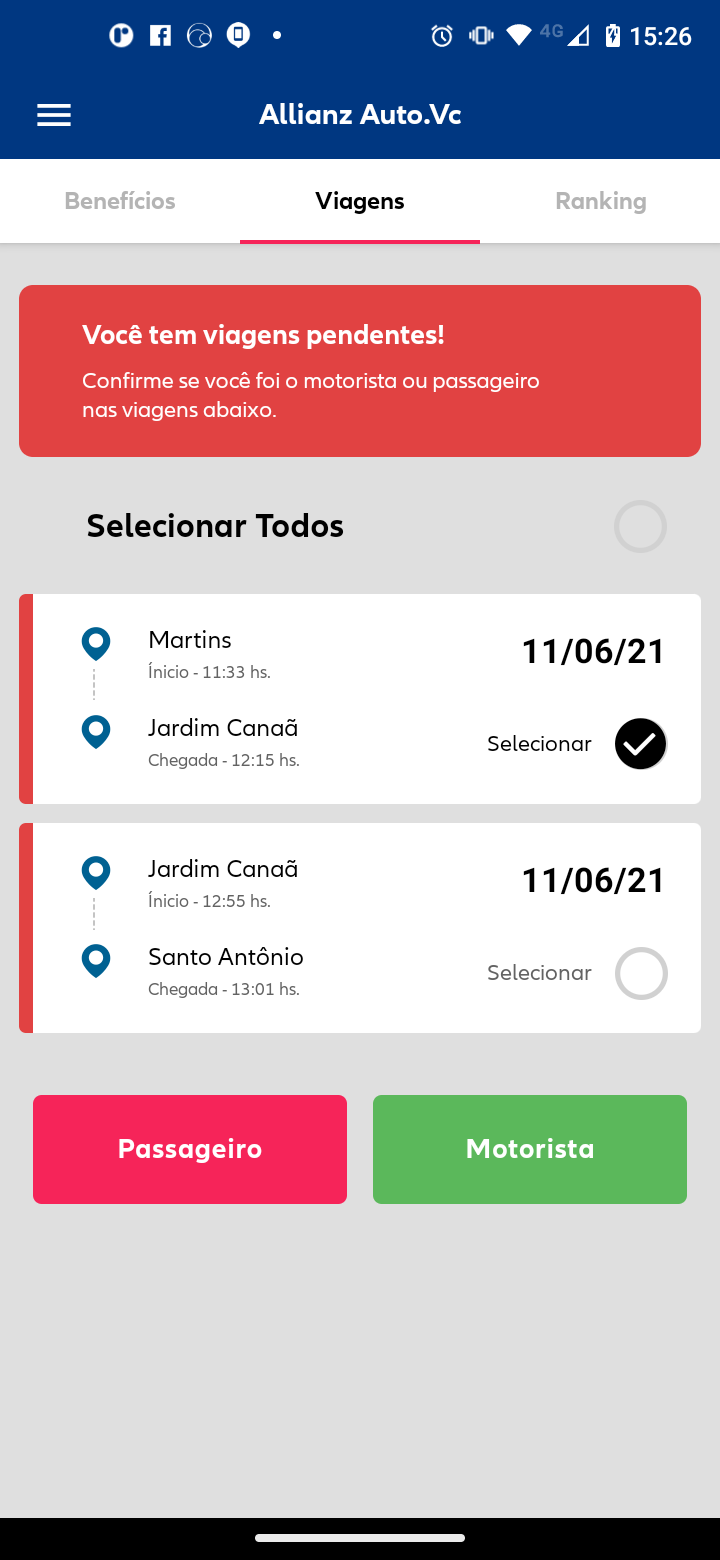 4G 15:26
Allianz Auto.Vc
Benefícios Viagens Ranking
Você tem viagens pendentes!
Confirme se você foi o motorista ou passageiro
nas viagens abaixo.
Selecionar Todos
Martins
Ínicio - 11:33 hs.
11/06/21
Jardim Canaã
Chegada - 12:15 hs.
Selecionar
Jardim Canaã
Ínicio - 12:55 hs.
11/06/21
Santo Antônio
Chegada - 13:01 hs.
Selecionar
Passageiro Motorista